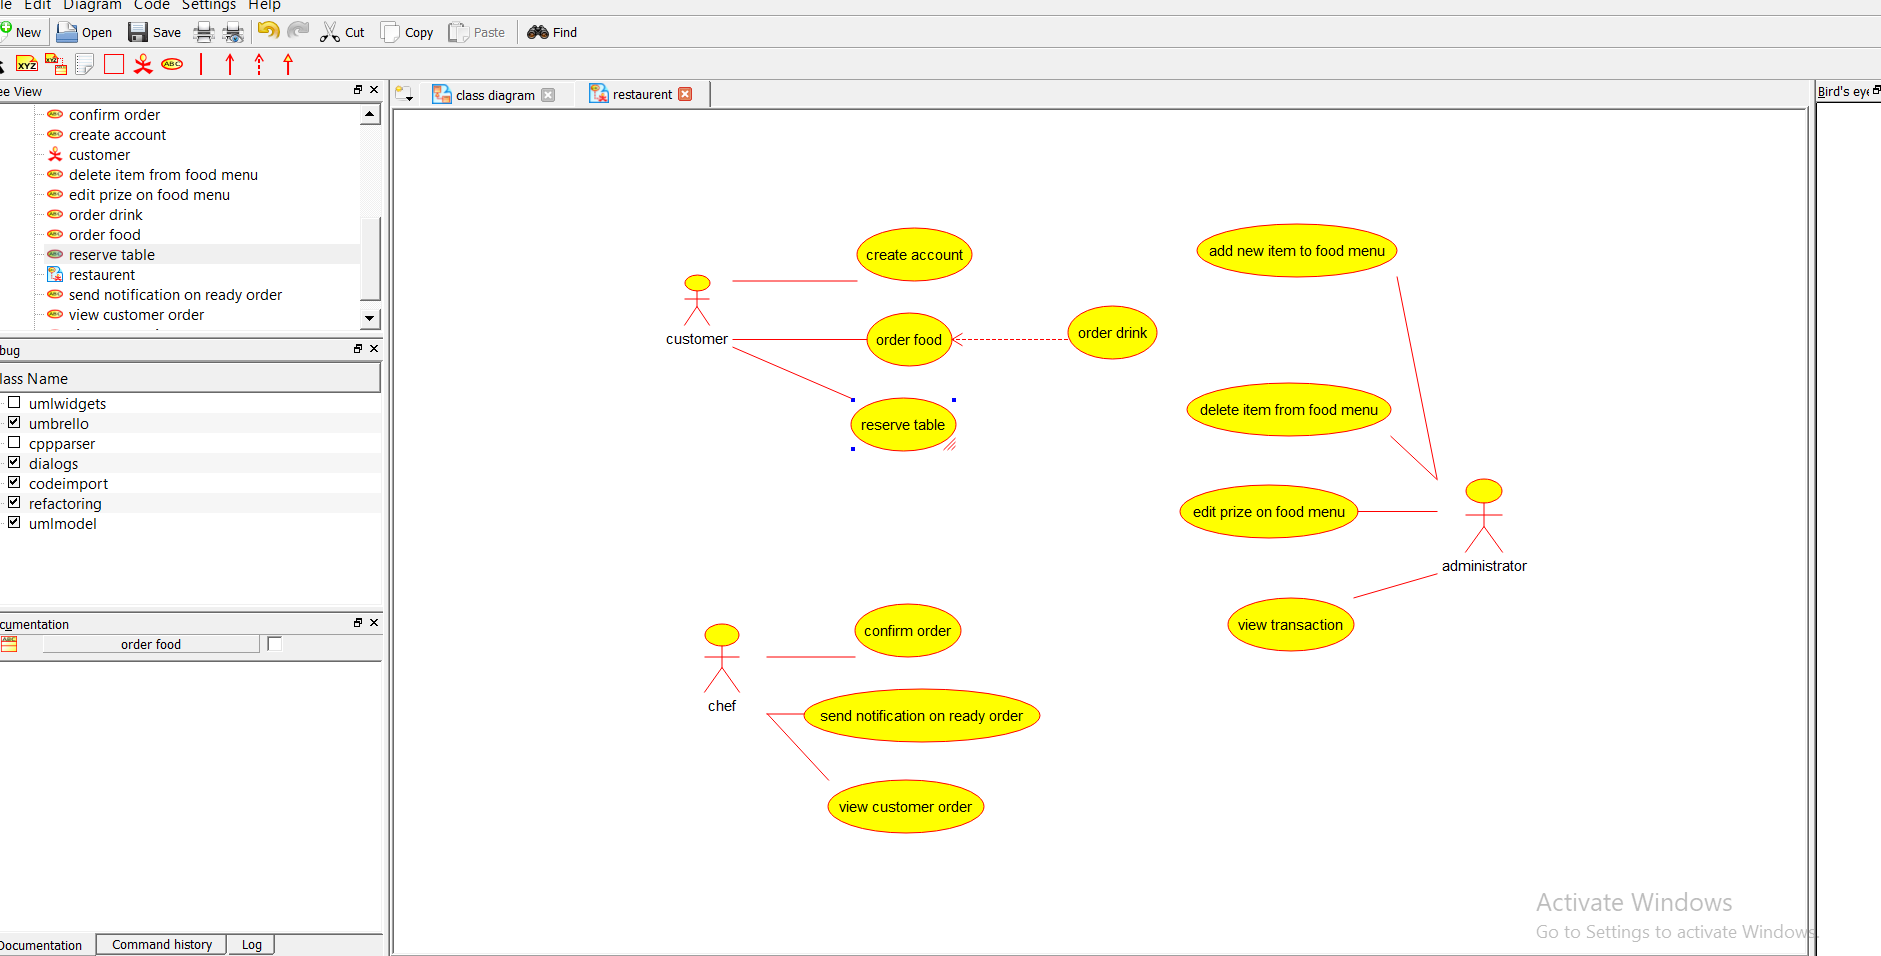 le Edit Diagram Code Settings Help
New Open Save Cut Copy Paste Find
XYZ XYZ ABC
ee View
class diagram restaurent
Bird's eye
confirm order
create account
customer
delete item from food menu
edit prize on food menu
order drink
order food
reserve table
restaurent
send notification on ready order
view customer order
bug
lass Name
umlwidgets
umbrello
cppparser
dialogs
codeimport
refactoring
umlmodel
cumentation
order food
Documentation Command history Log
create account
customer
order food
order drink
reserve table
add new item to food menu
delete item from food menu
edit prize on food menu
administrator
view transaction
confirm order
chef
send notification on ready order
view customer order
Activate Windows
Go to Settings to activate Windows.